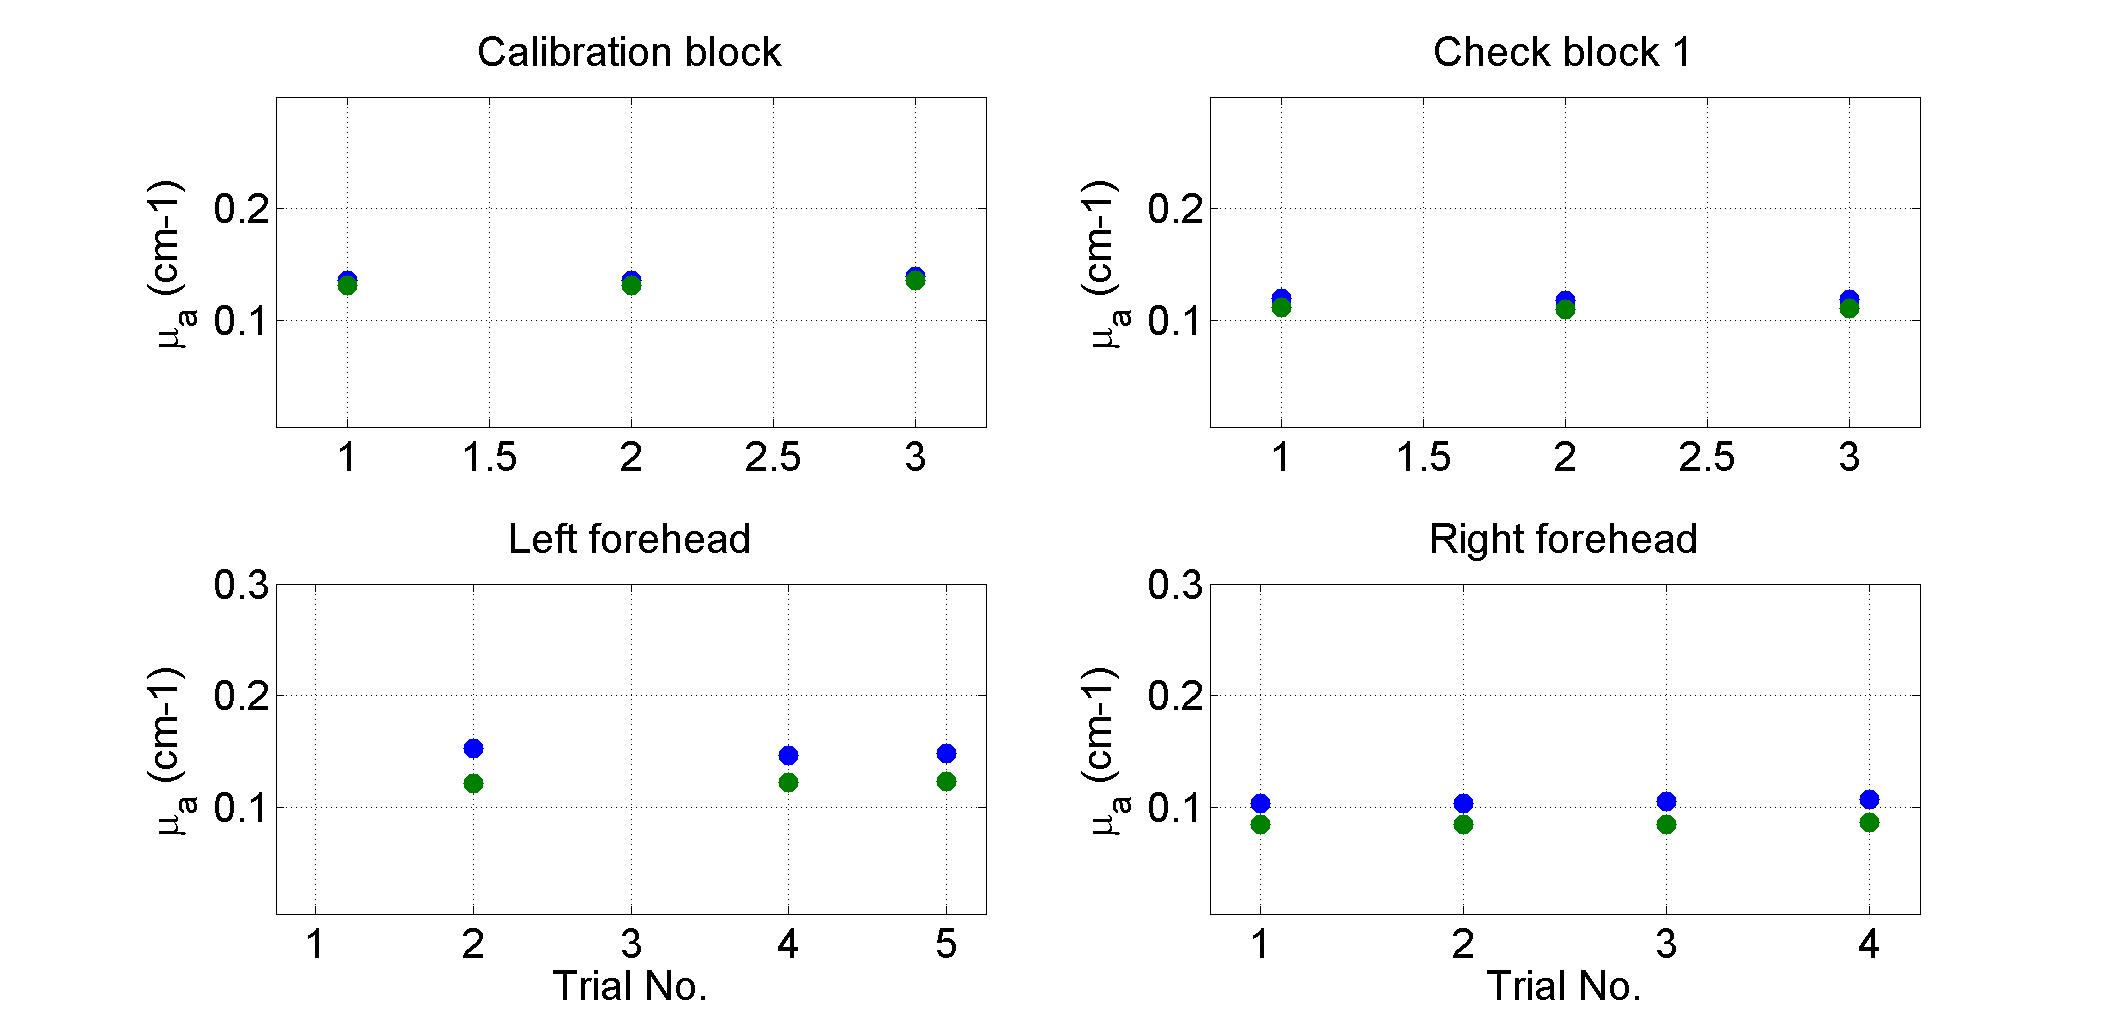 Calibration block
Check block 1
μa (cm-1)
0.2
0.1
1 1.5 2 2.5 3
μa (cm-1)
0.2
0.1
1 1.5 2 2.5 3
Left forehead
Right forehead
μa (cm-1)
0.3
0.2
0.1
1 2 3 4 5
Trial No.
μa (cm-1)
0.3
0.2
0.1
1 2 3 4
Trial No.